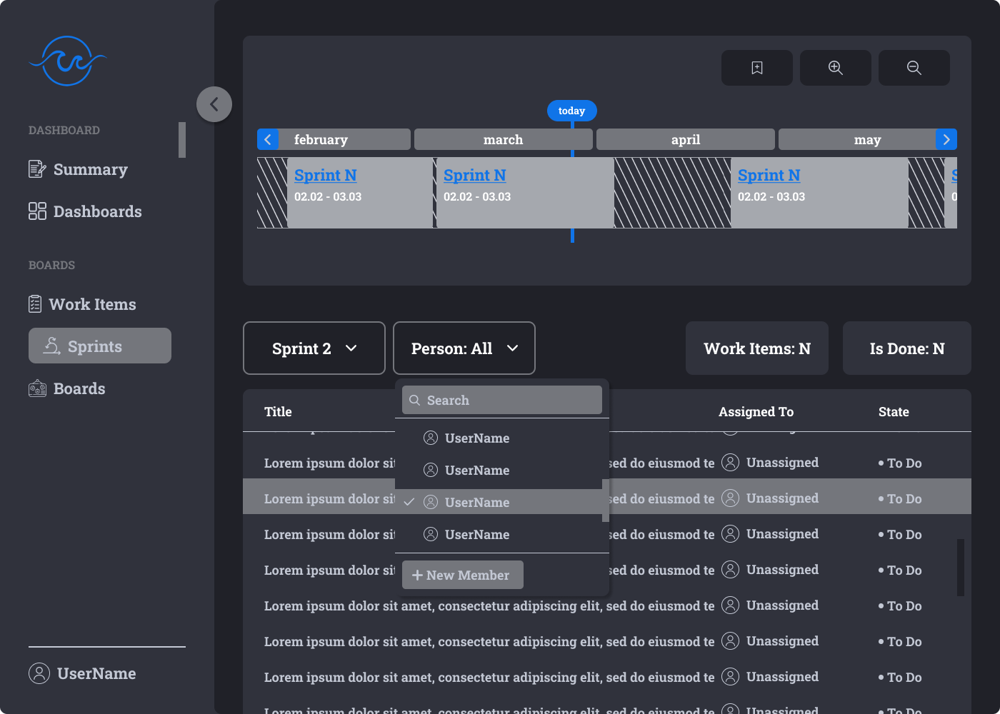 DASHBOARD
Summary
Dashboards
BOARDS
Work Items
Sprints
Boards
UserName
today
february march april may
Sprint N Sprint N Sprint N S
02.02 - 03.03 02.02 - 03.03 02.02 - 03.03 0
Sprint 2 Person: All Work Items: N Is Done: N
Search
UserName
UserName
UserName
UserName
+ New Member
Title Assigned To State
Lorem ipsum dolor sit sed do eiusmod te Unassigned • To Do
Lorem ipsum dolor sit sed do eiusmod te Unassigned • To Do
Lorem ipsum dolor sit sed do eiusmod te Unassigned • To Do
Lorem ipsum dolor sit sed do eiusmod te Unassigned • To Do
Lorem ipsum dolor sit amet, consectetur adipiscing elit, sed do eiusmod te Unassigned • To Do
Lorem ipsum dolor sit amet, consectetur adipiscing elit, sed do eiusmod te Unassigned • To Do
Lorem ipsum dolor sit amet, consectetur adipiscing elit, sed do eiusmod te Unassigned • To Do
Lorem ipsum dolor sit amet, consectetur adipiscing elit, sed do eiusmod te Unassigned • To Do